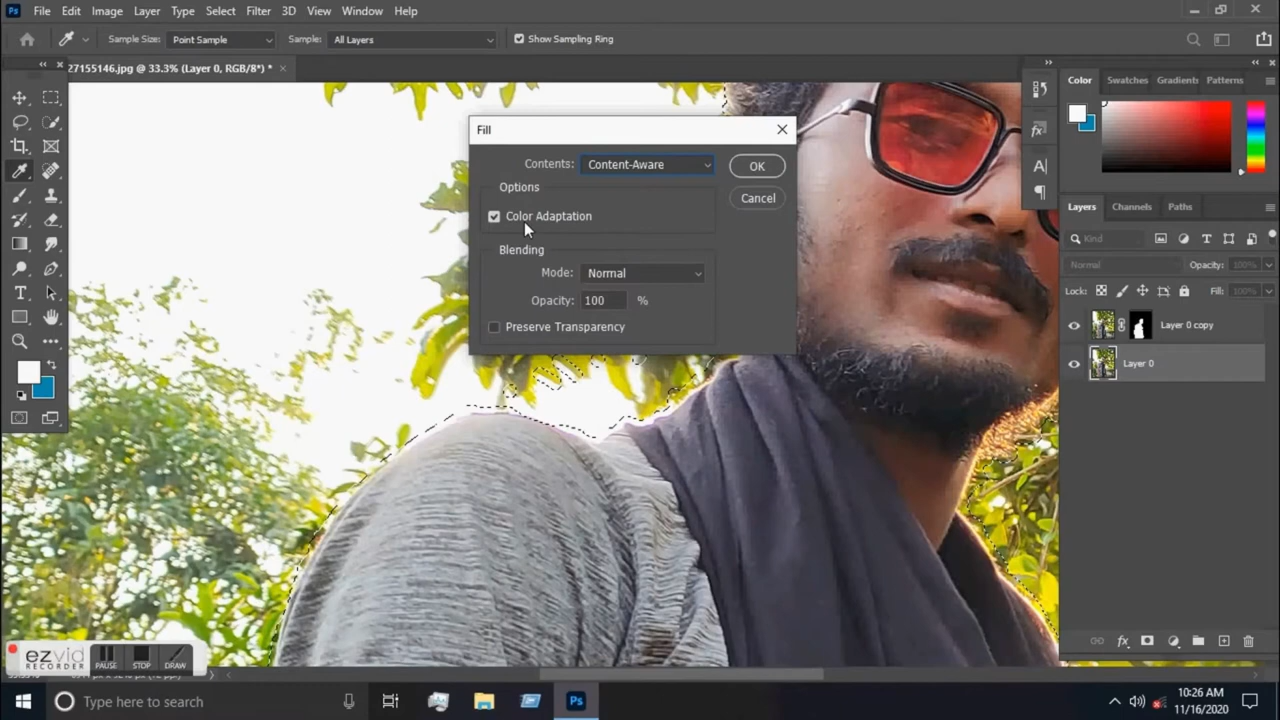 Ps File Edit Image Layer Type Select Filter 3D View Window Help
Sample Size: Point Sample Sample: All Layers Show Sampling Ring
27155146.jpg @ 33.3% (Layer 0, RGB/8*) *
Color Swatches Gradients Patterns
Fill
Contents: Content-Aware OK
Options
Cancel
Color Adaptation
Blending
Mode: Normal
Opacity: 100 %
Preserve Transparency
Layers Channels Paths
Kind
Normal Opacity: 100%
Lock: Fill: 100%
Layer 0 copy
Layer 0
ezvid
RECORDER
PAUSE STOP DRAW
Type here to search
Ps
10:26 AM
11/16/2020